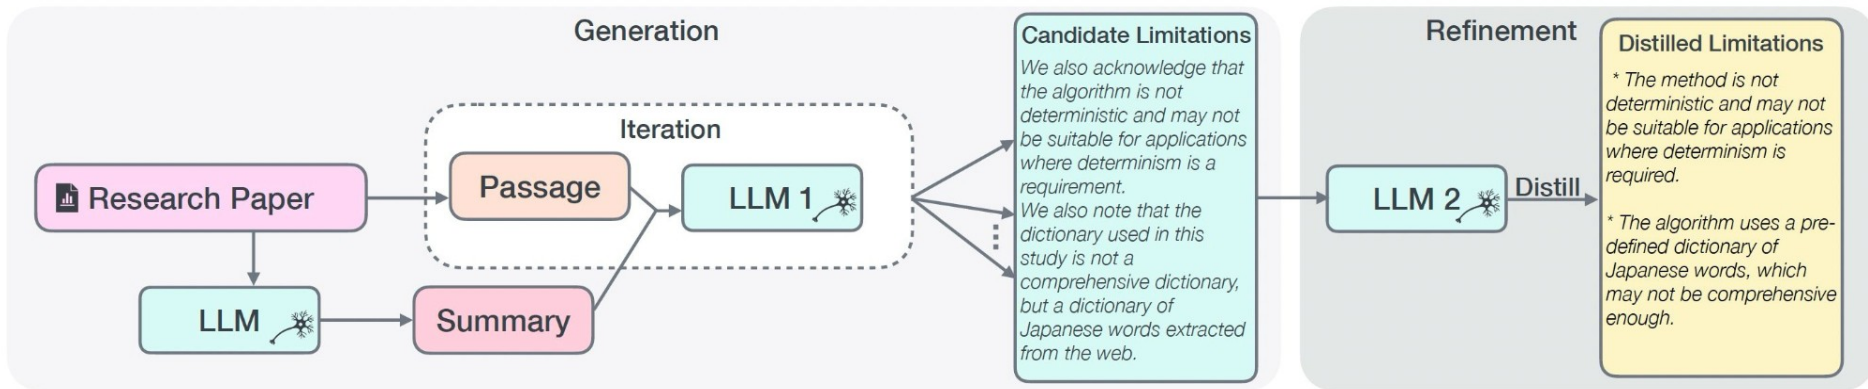 Generation
Iteration
Research Paper
Passage
LLM 1
LLM
Summary
Candidate Limitations
We also acknowledge that
the algorithm is not
deterministic and may not
be suitable for applications
where determinism is a
requirement.
We also note that the
dictionary used in this
study is not a
comprehensive dictionary,
but a dictionary of
Japanese words extracted
from the web.
Refinement
LLM 2
Distill
Distilled Limitations
* The method is not
deterministic and may not
be suitable for applications
where determinism is
required.
* The algorithm uses a pre-
defined dictionary of
Japanese words, which
may not be comprehensive
enough.